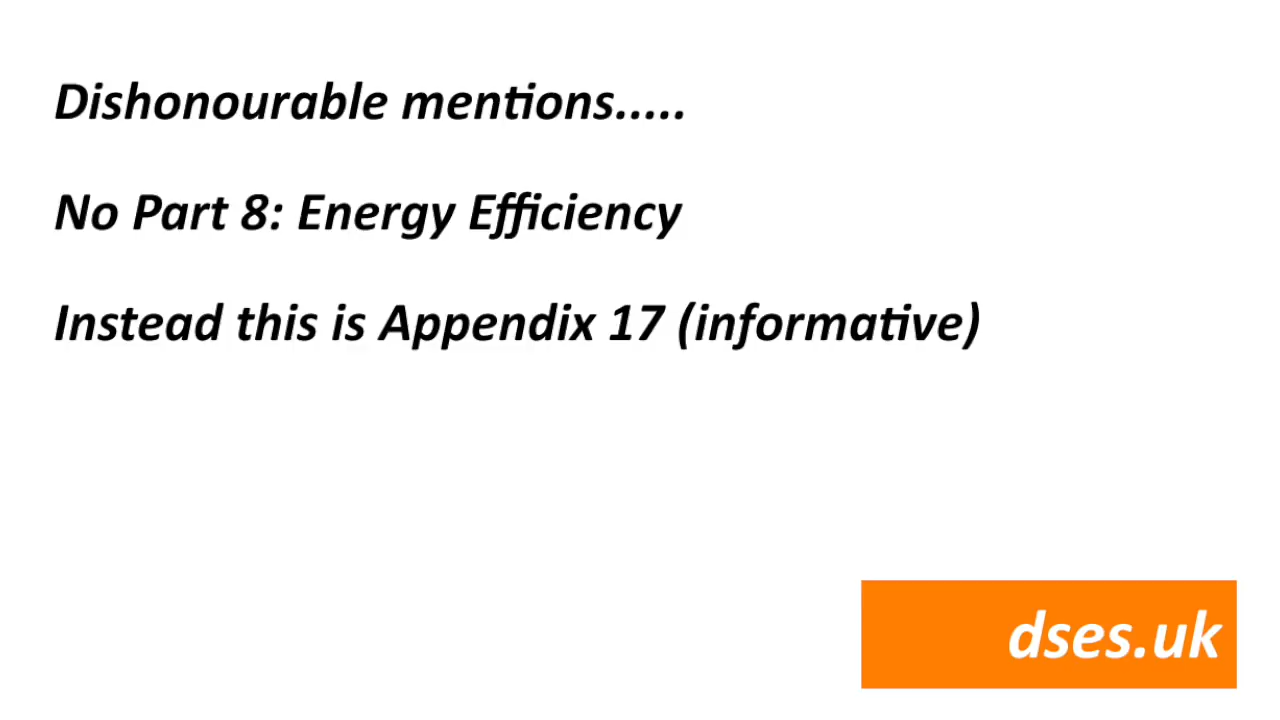 Dishonourable mentions.....
No Part 8: Energy Efficiency
Instead this is Appendix 17 (informative)
dses.uk